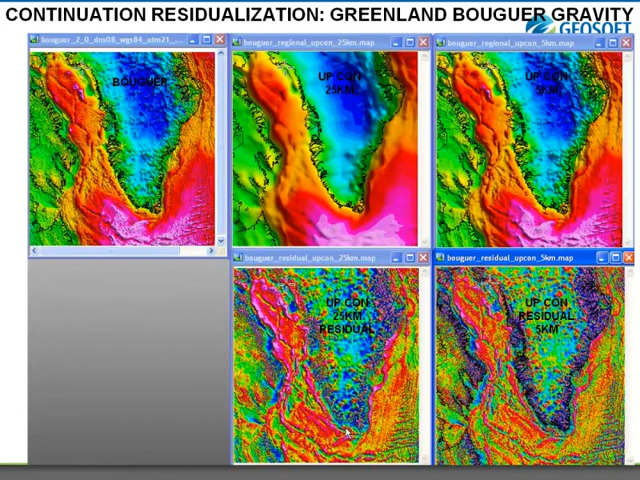 CONTINUATION RESIDUALIZATION: GREENLAND BOUGUER GRAVITY
GEOSOFT
bouguer_2_0_dns08_wgs84_utm21_...
bouguer_regional_upcon_25km.map
bouguer_regional_upcon_5km.map
BOUGUER
UP CON
25KM
UP CON
5KM
bouguer_residual_upcon_25km.map
bouguer_residual_upcon_5km.map
UP CON
25KM
RESIDUAL
UP CON
RESIDUAL
5KM